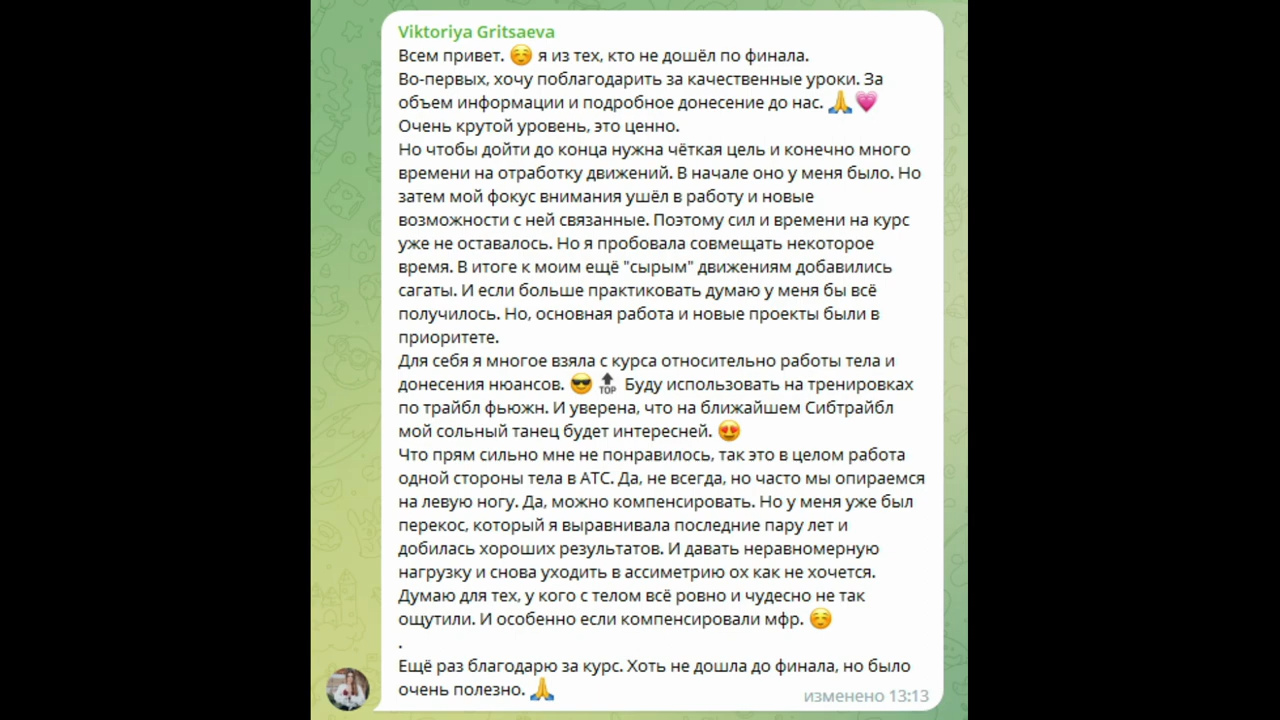 Viktoriya Gritsaeva
Всем привет. ☺️ я из тех, кто не дошёл по финала.
Во-первых, хочу поблагодарить за качественные уроки. За
объем информации и подробное донесение до нас. 🙏💗
Очень крутой уровень, это ценно.
Но чтобы дойти до конца нужна чёткая цель и конечно много
времени на отработку движений. В начале оно у меня было. Но
затем мой фокус внимания ушёл в работу и новые
возможности с ней связанные. Поэтому сил и времени на курс
уже не оставалось. Но я пробовала совмещать некоторое
время. В итоге к моим ещё "сырым" движениям добавились
сагаты. И если больше практиковать думаю у меня бы всё
получилось. Но, основная работа и новые проекты были в
приоритете.
Для себя я многое взяла с курса относительно работы тела и
донесения нюансов. 😎 🔝 Буду использовать на тренировках
по трайбл фьюжн. И уверена, что на ближайшем Сибтрайбл
мой сольный танец будет интересней. 😍
Что прям сильно мне не понравилось, так это в целом работа
одной стороны тела в АТС. Да, не всегда, но часто мы опираемся
на левую ногу. Да, можно компенсировать. Но у меня уже был
перекос, который я выравнивала последние пару лет и
добилась хороших результатов. И давать неравномерную
нагрузку и снова уходить в ассиметрию ох как не хочется.
Думаю для тех, у кого с телом всё ровно и чудесно не так
ощутили. И особенно если компенсировали мфр. ☺️
.
Ещё раз благодарю за курс. Хоть не дошла до финала, но было
очень полезно. 🙏
изменено 13:13